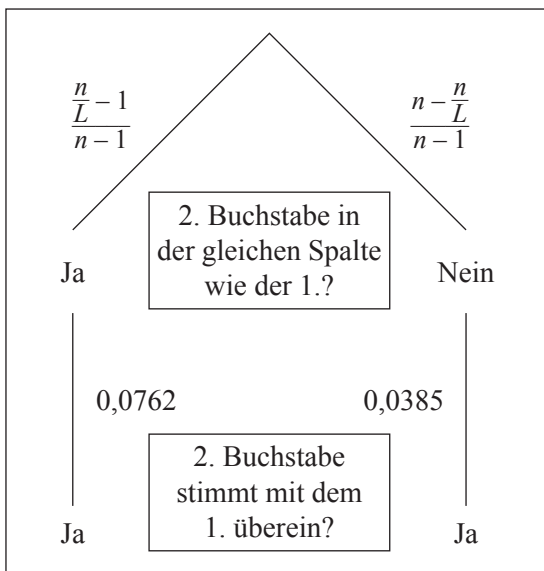 n/L − 1
n − 1
n − n/L
n − 1
2. Buchstabe in
der gleichen Spalte
wie der 1.?
Ja
Nein
0,0762
0,0385
2. Buchstabe
stimmt mit dem
1. überein?
Ja
Ja